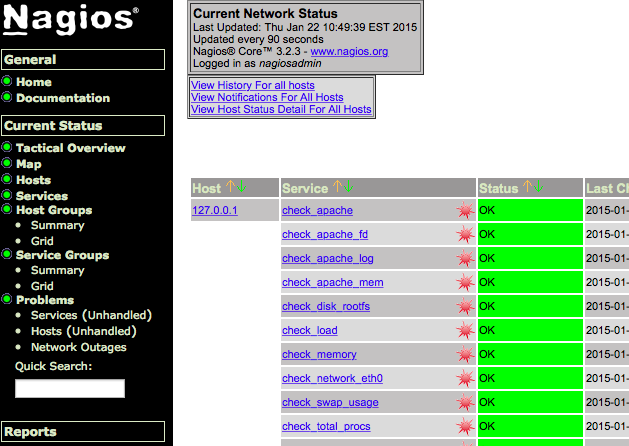 Nagios®
General
Home
Documentation
Current Status
Tactical Overview
Map
Hosts
Services
Host Groups
Summary
Grid
Service Groups
Summary
Grid
Problems
Services (Unhandled)
Hosts (Unhandled)
Network Outages
Quick Search:
Reports
Current Network Status
Last Updated: Thu Jan 22 10:49:39 EST 2015
Updated every 90 seconds
Nagios® Core™ 3.2.3 - www.nagios.org
Logged in as nagiosadmin
View History For all hosts
View Notifications For All Hosts
View Host Status Detail For All Hosts
Host Service Status Last Ch
127.0.0.1 check_apache OK 2015-01-
check_apache_fd OK 2015-01-
check_apache_log OK 2015-01-
check_apache_mem OK 2015-01-
check_disk_rootfs OK 2015-01-
check_load OK 2015-01-
check_memory OK 2015-01-
check_network_eth0 OK 2015-01-
check_swap_usage OK 2015-01-
check_total_procs OK 2015-01-